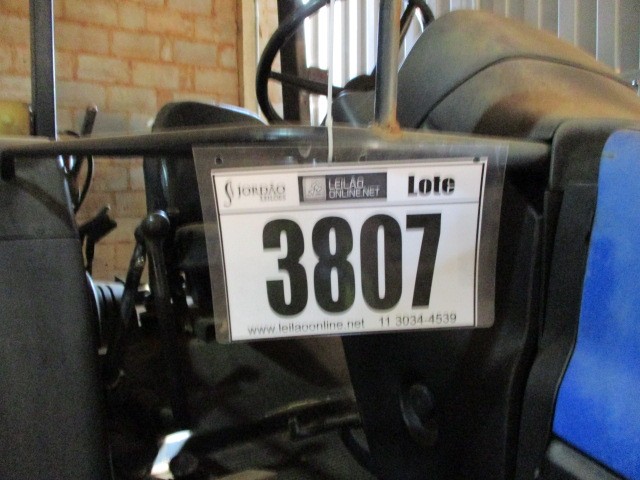 JORDÃO LEILÃO ONLINE.NET Lote
3807
www.leilaoonline.net 11 3034-4539